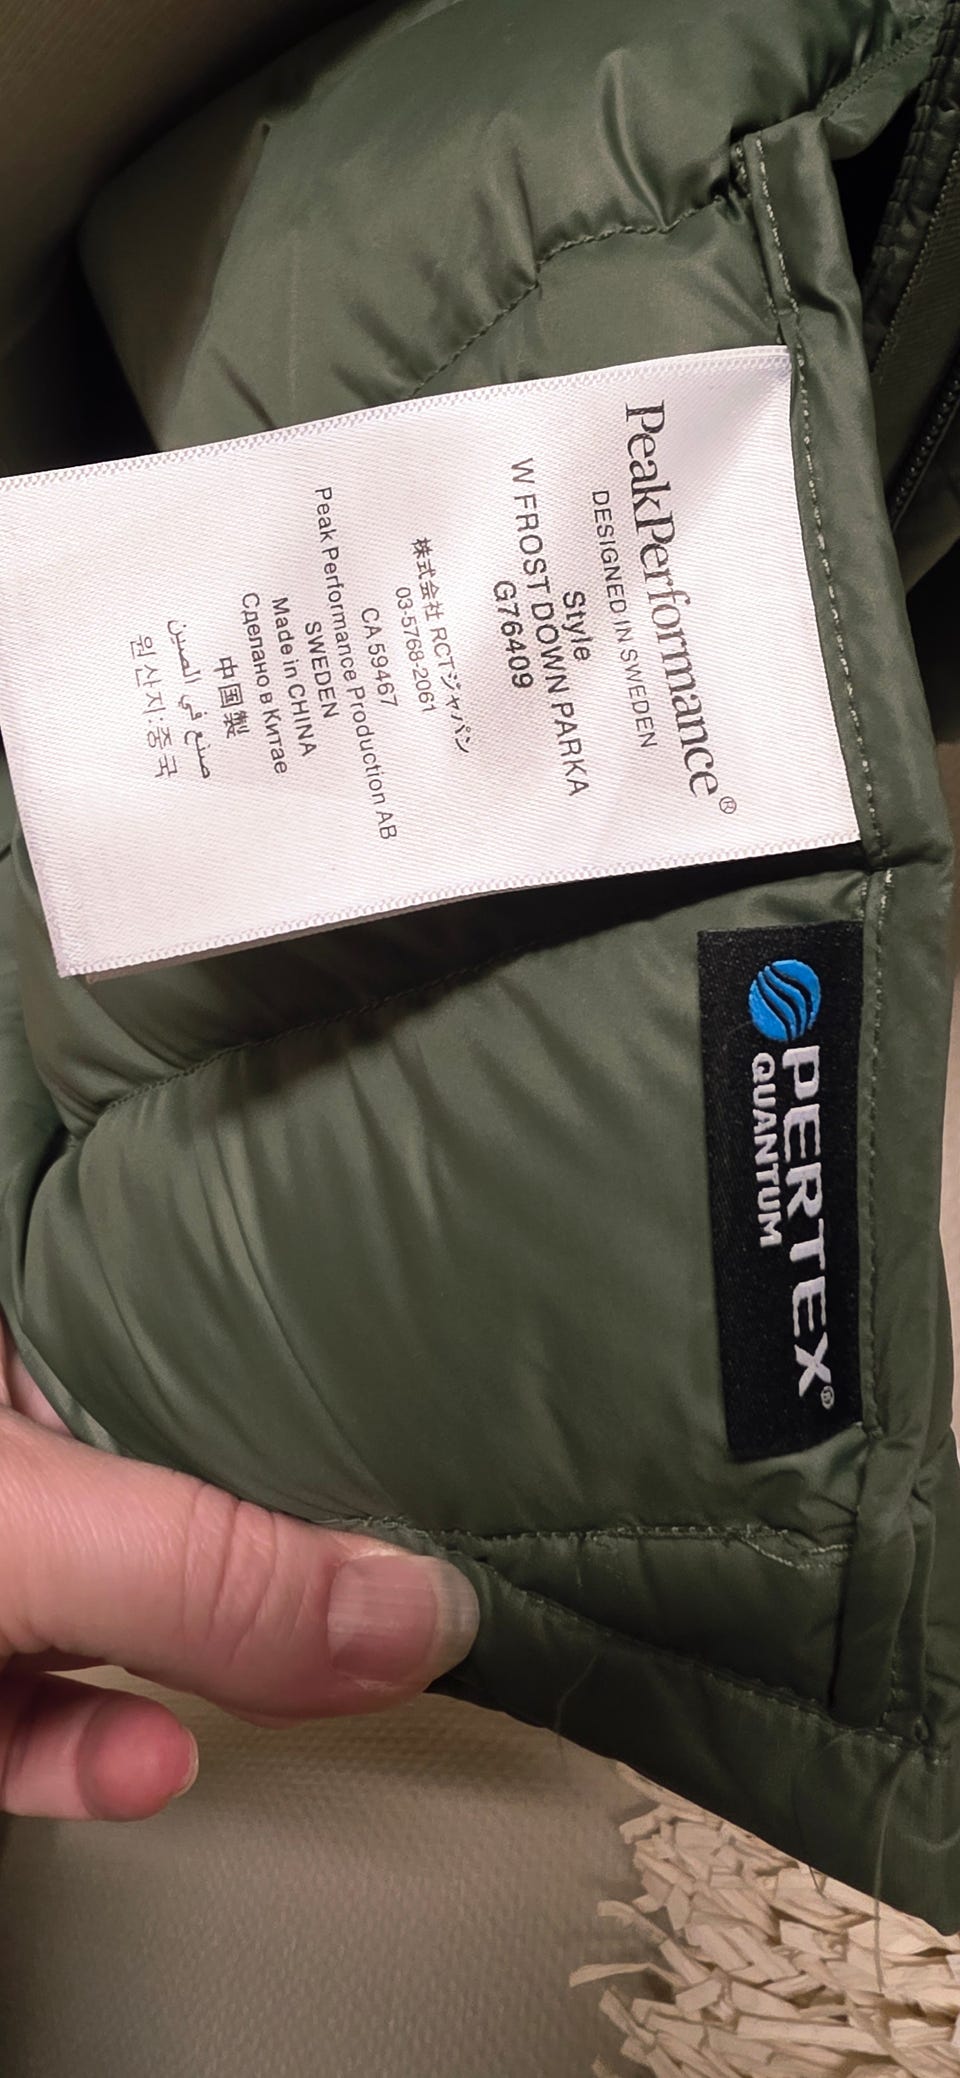 PeakPerformance®
DESIGNED IN SWEDEN
Style
W FROST DOWN PARKA
G76409
株式会社 RCTジャパン
03-5768-2061
CA 59467
Peak Performance Production AB
SWEDEN
Made in CHINA
Сделано в Китае
中国製
صنع في الصين
원산지:중국
PERTEX®
QUANTUM